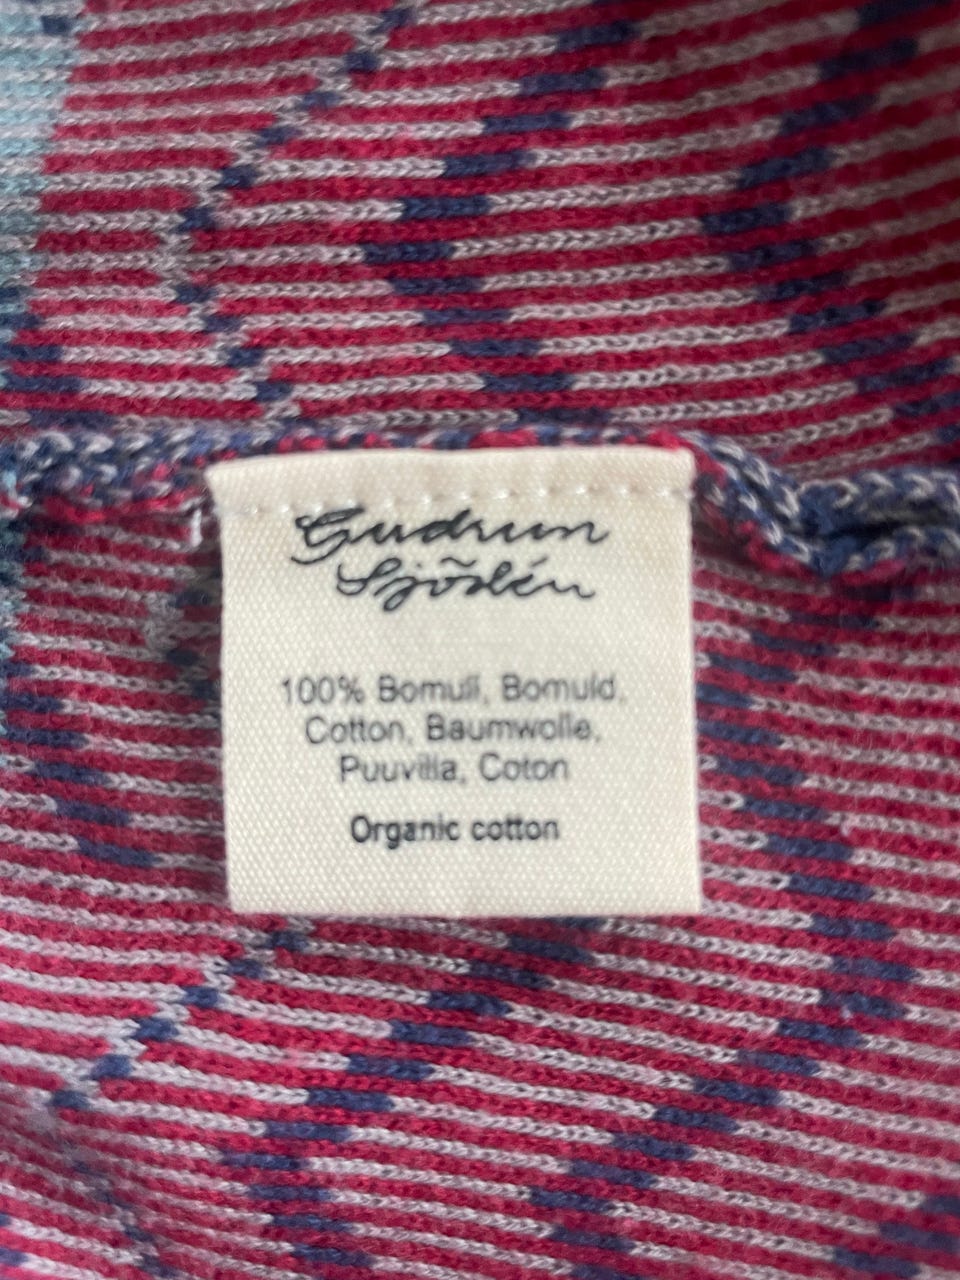 Gudrun
Sjödén
100% Bomull, Bomuld,
Cotton, Baumwolle,
Puuvilla, Coton
Organic cotton